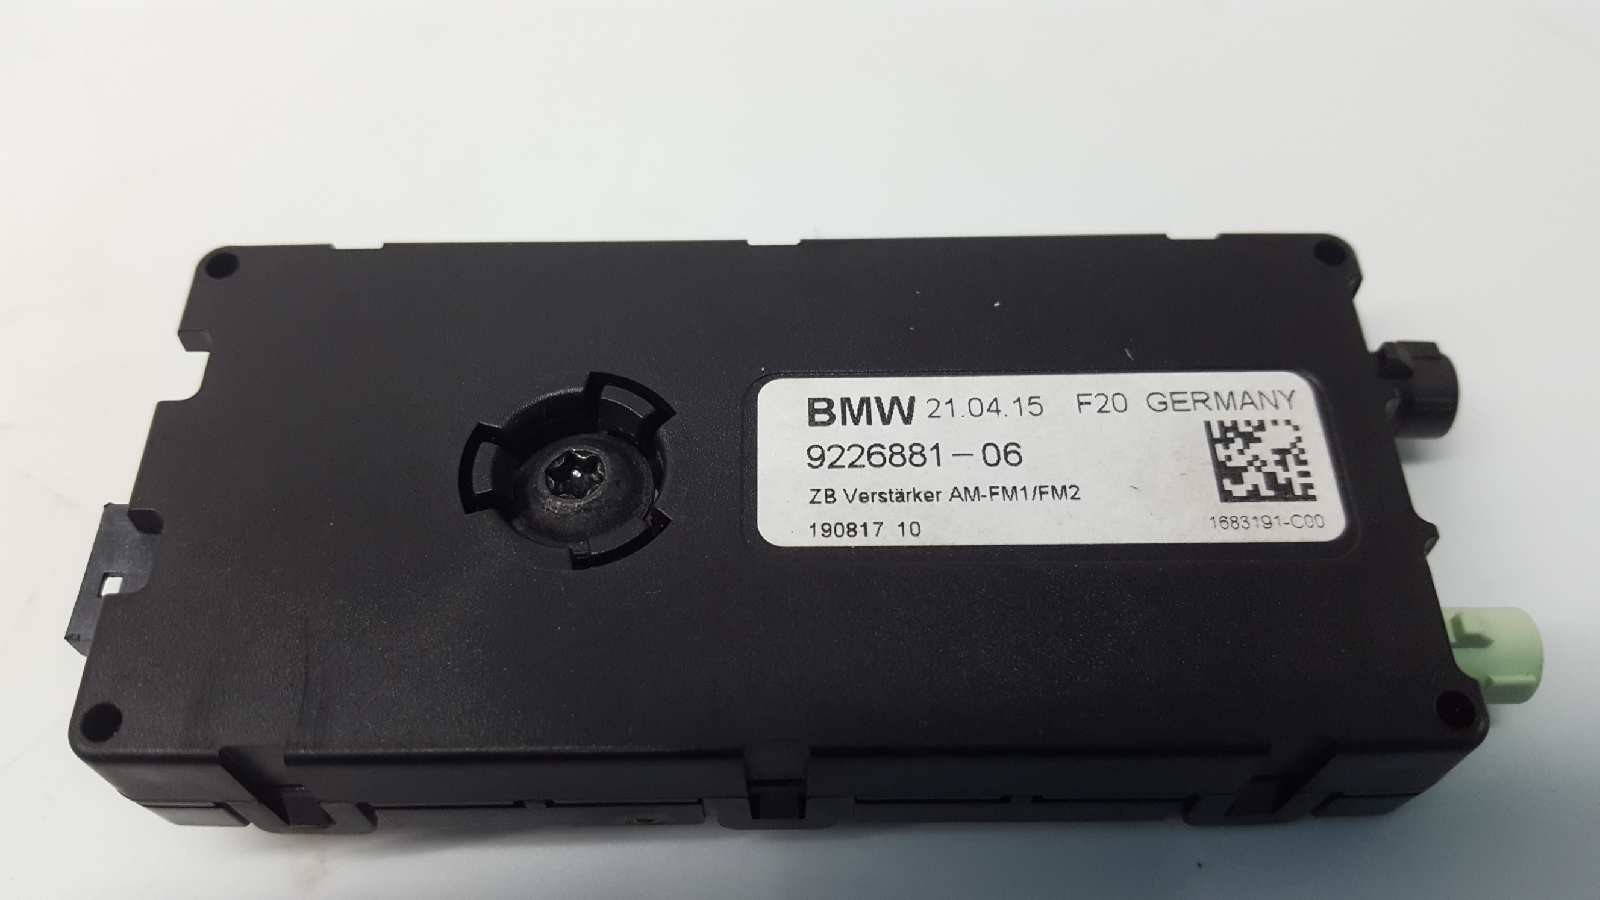 BMW 21.04.15 F20 GERMANY
9226881-06
ZB Verstärker AM-FM1/FM2
190817 10
1683191-C00